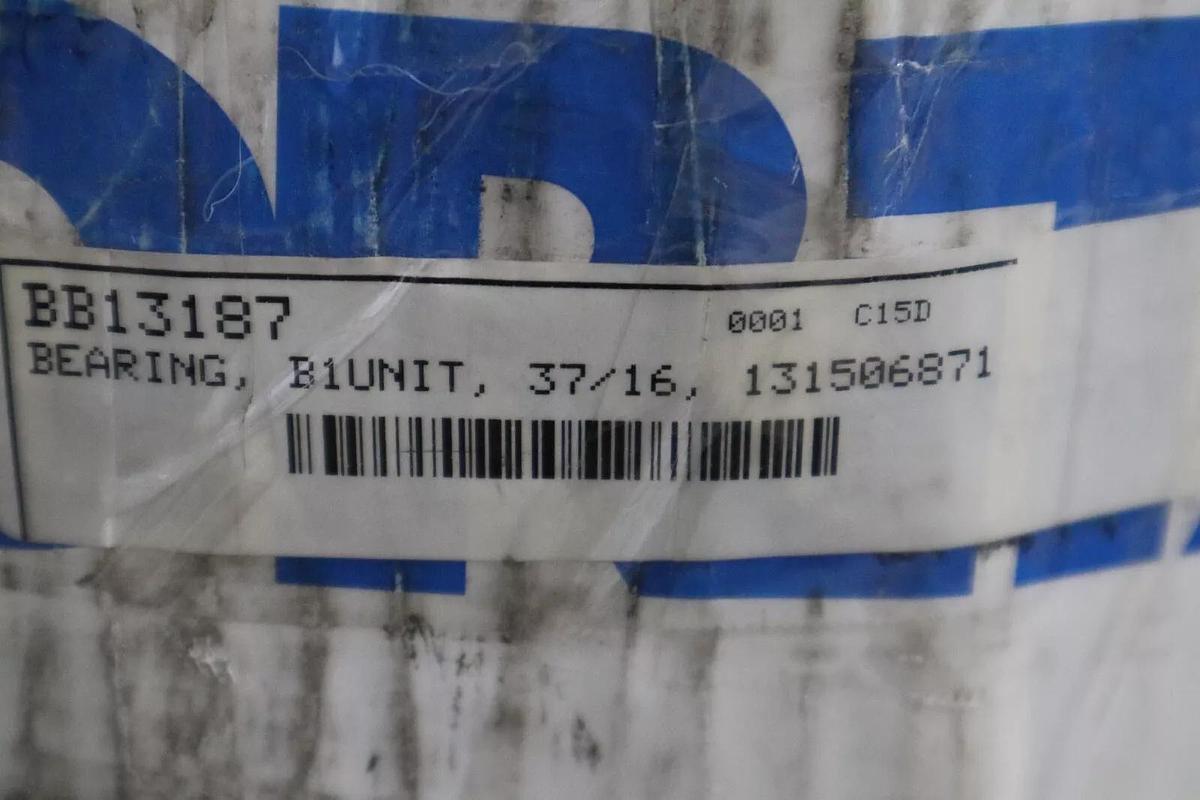 BB13187 0001 C15D
BEARING, B1UNIT, 37/16, 131506871